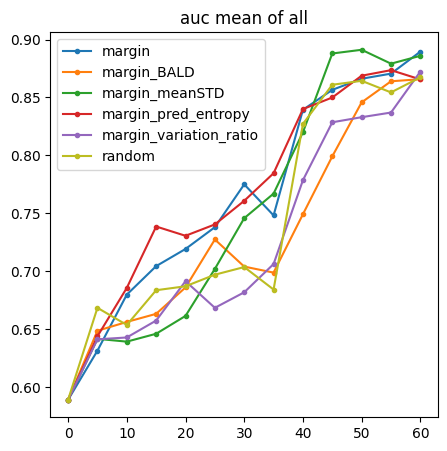 auc mean of all
0.90
0.85
0.80
0.75
0.70
0.65
0.60
margin
margin_BALD
margin_meanSTD
margin_pred_entropy
margin_variation_ratio
random
0 10 20 30 40 50 60